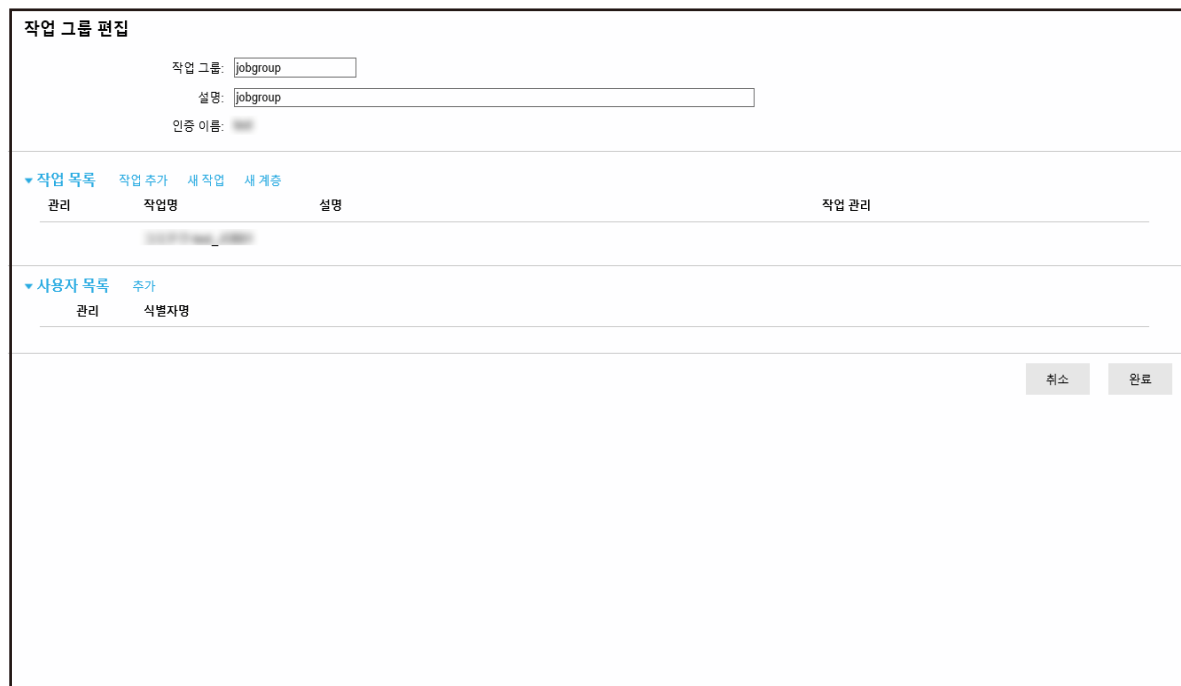 작업 그룹 편집
작업 그룹: jobgroup
설명: jobgroup
인증 이름:
▾ 작업 목록 작업 추가 새 작업 새 계층
관리 작업명 설명 작업 관리
▾ 사용자 목록 추가
관리 식별자명
취소 완료